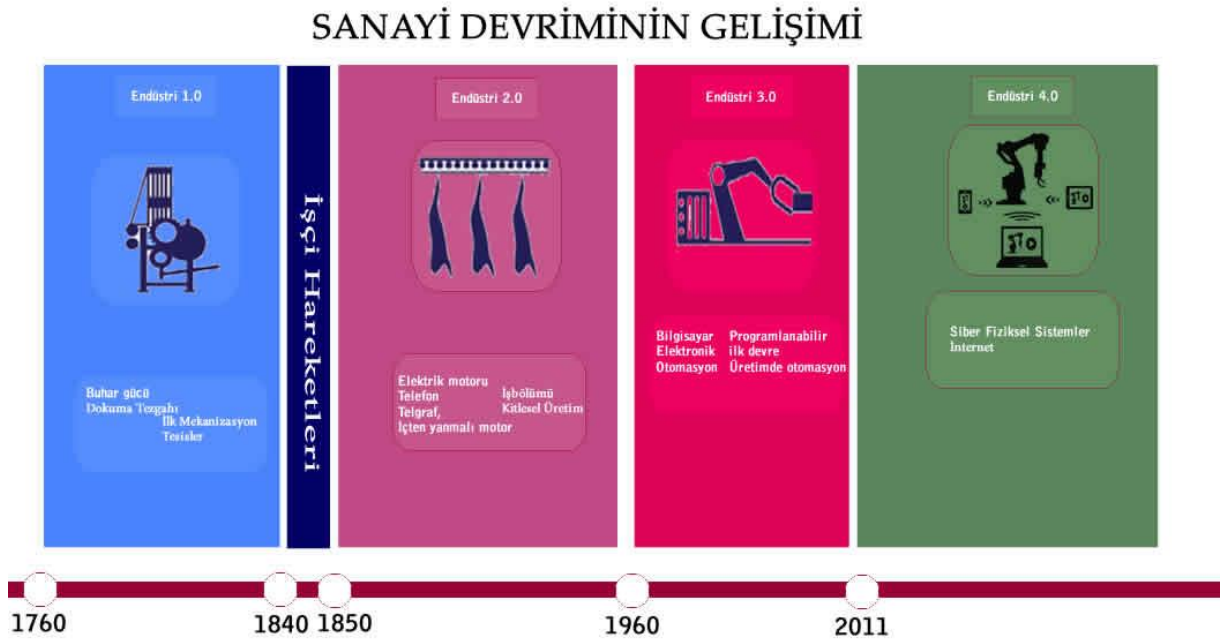 SANAYİ DEVRİMİNİN GELİŞİMİ
Endüstri 1.0
Buhar gücü
Dokuma Tezgahı
İlk Mekanizasyon
Tesisler
İşçi Hareketleri
Endüstri 2.0
Elektrik motoru
Telefon
Telgraf,
İçten yanmalı motor
İşbölümü
Kitlesel Üretim
Endüstri 3.0
Bilgisayar
Elektronik
Otomasyon
Programlanabilir
ilk devre
Üretimde otomasyon
Endüstri 4.0
Siber Fiziksel Sistemler
İnternet
1760
1840
1850
1960
2011